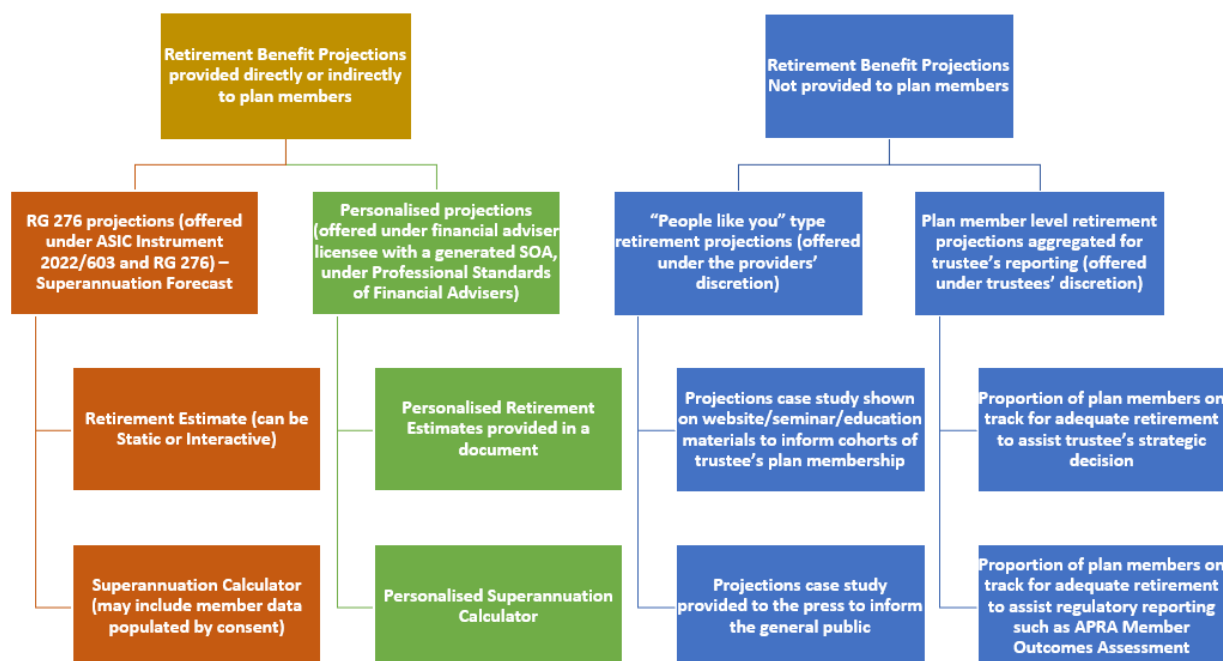 Retirement Benefit Projections
provided directly or indirectly
to plan members
Retirement Benefit Projections
Not provided to plan members
RG 276 projections (offered
under ASIC Instrument
2022/603 and RG 276) –
Superannuation Forecast
Personalised projections
(offered under financial adviser
licensee with a generated SOA,
under Professional Standards
of Financial Advisers)
“People like you” type
retirement projections (offered
under the providers’
discretion)
Plan member level retirement
projections aggregated for
trustee’s reporting (offered
under trustees’ discretion)
Retirement Estimate (can be
Static or Interactive)
Personalised Retirement
Estimates provided in a
document
Projections case study shown
on website/seminar/education
materials to inform cohorts of
trustee’s plan membership
Proportion of plan members on
track for adequate retirement
to assist trustee’s strategic
decision
Superannuation Calculator
(may include member data
populated by consent)
Personalised Superannuation
Calculator
Projections case study
provided to the press to inform
the general public
Proportion of plan members on
track for adequate retirement
to assist regulatory reporting
such as APRA Member
Outcomes Assessment